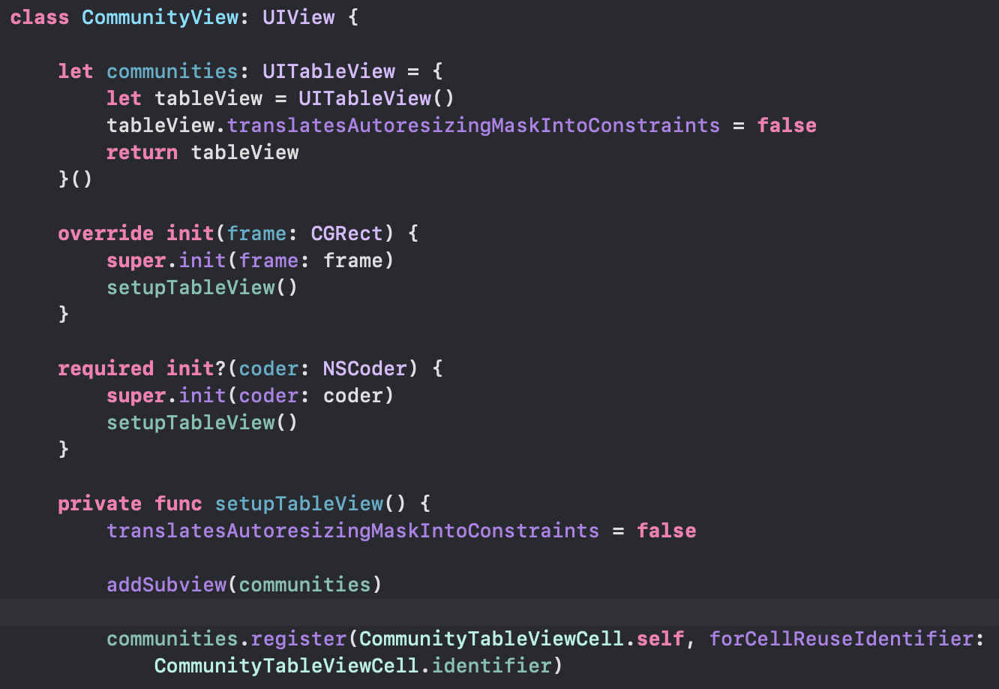 class CommunityView: UIView {
let communities: UITableView = {
let tableView = UITableView()
tableView.translatesAutoresizingMaskIntoConstraints = false
return tableView
}()
override init(frame: CGRect) {
super.init(frame: frame)
setupTableView()
}
required init?(coder: NSCoder) {
super.init(coder: coder)
setupTableView()
}
private func setupTableView() {
translatesAutoresizingMaskIntoConstraints = false
addSubview(communities)
communities.register(CommunityTableViewCell.self, forCellReuseIdentifier:
CommunityTableViewCell.identifier)